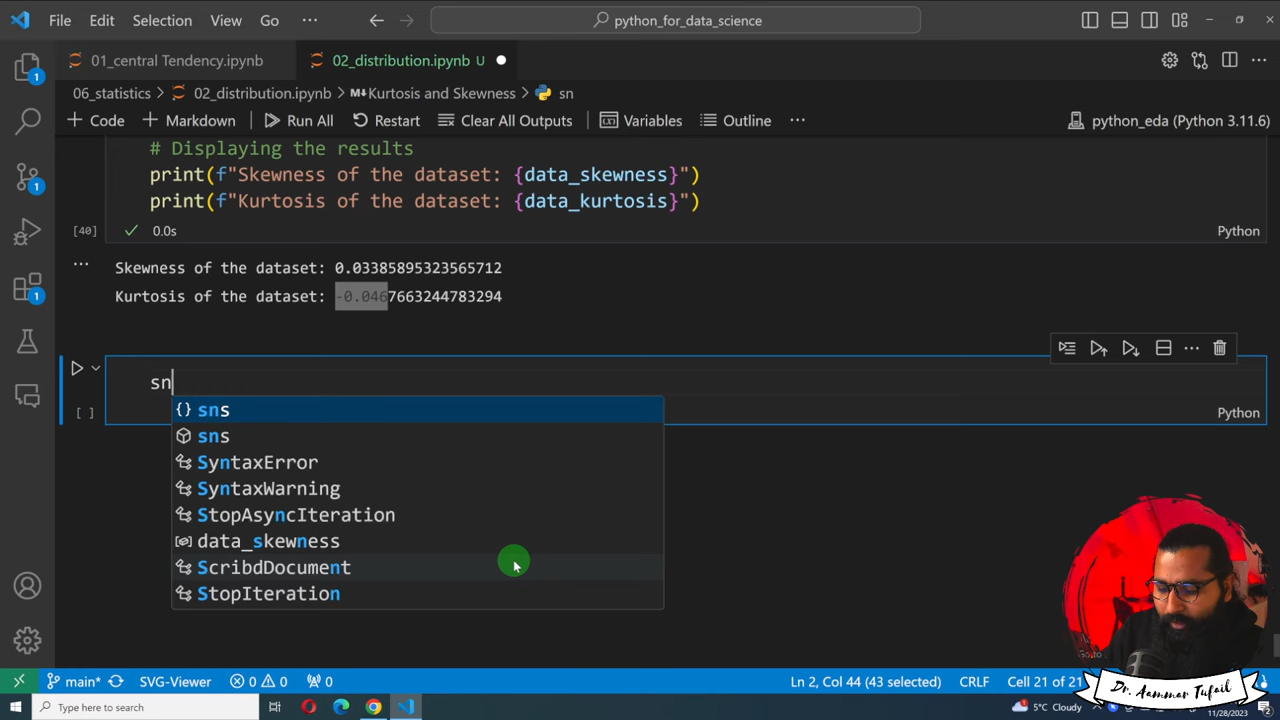 File Edit Selection View Go ··· python_for_data_science
01_central Tendency.ipynb 02_distribution.ipynb U
06_statistics > 02_distribution.ipynb > Kurtosis and Skewness > sn
+ Code + Markdown Run All Restart Clear All Outputs Variables Outline ··· python_eda (Python 3.11.6)
# Displaying the results
print(f"Skewness of the dataset: {data_skewness}")
print(f"Kurtosis of the dataset: {data_kurtosis}")
[40] ✓ 0.0s Python
··· Skewness of the dataset: 0.03385895323565712
Kurtosis of the dataset: -0.0467663244783294
sn
[ ] Python
sns
sns
SyntaxError
SyntaxWarning
StopAsyncIteration
data_skewness
ScribdDocument
StopIteration
Dr. Aammar Tufail
main* SVG-Viewer 0 0 0 Ln 2, Col 44 (43 selected) CRLF Cell 21 of 21
Type here to search 5°C Cloudy 11/28/2023